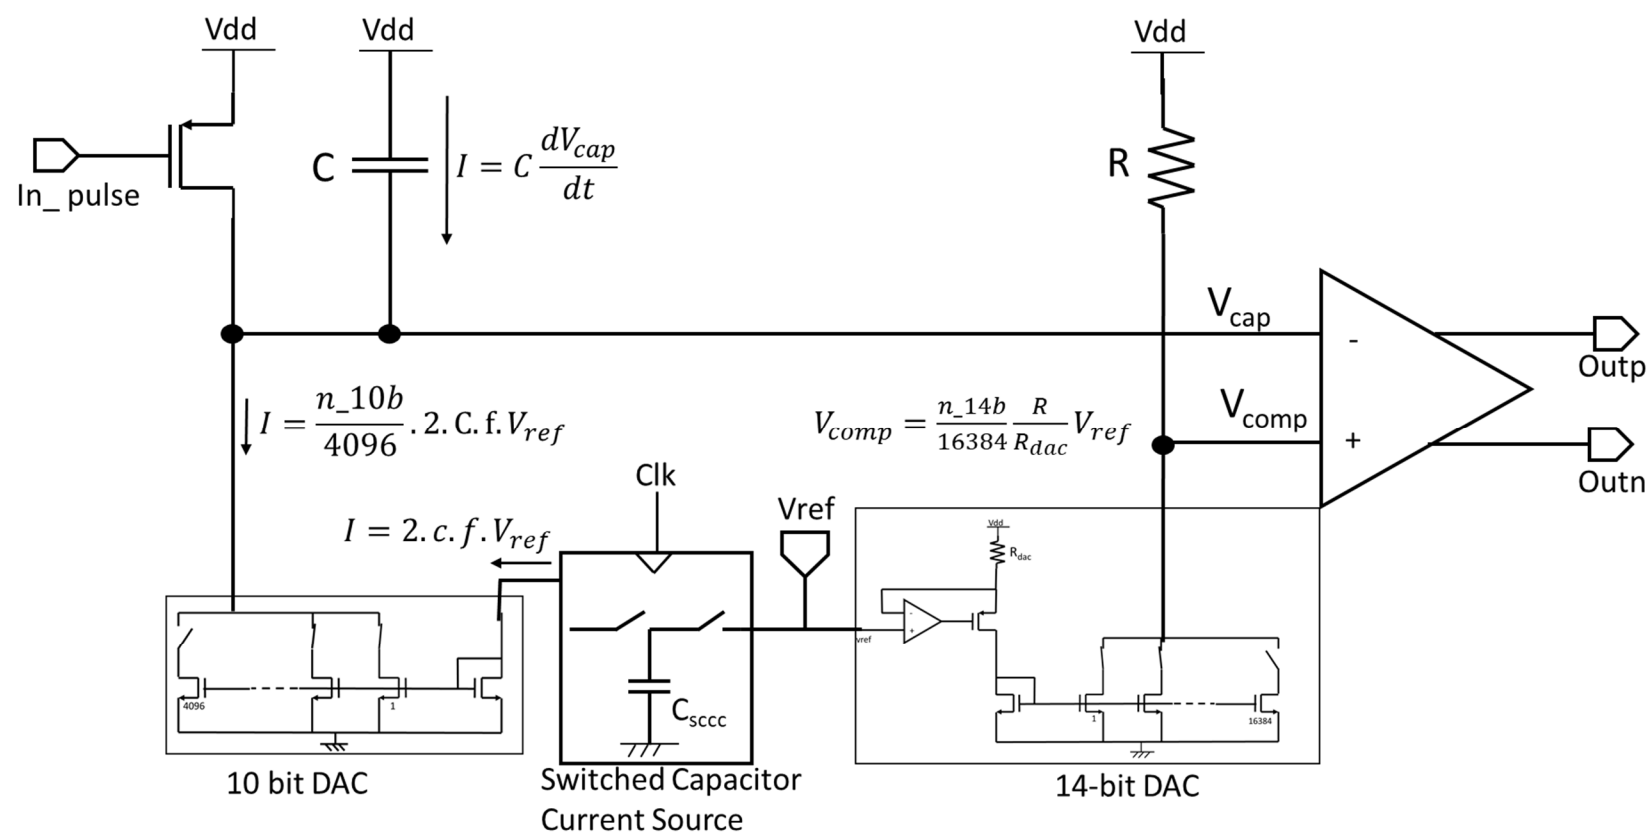 Vdd
Vdd
Vdd
In_ pulse
C
I = C dV_cap/dt
R
V_cap
-
Outp
I = n_10b/4096 .2.C.f.V_ref
V_comp = n_14b/16384 R/R_dac V_ref
V_comp
+
Outn
Clk
Vref
I = 2.c.f.V_ref
Vdd
R_dac
-
+
vref
4096
1
C_sccc
1
16384
10 bit DAC
Switched Capacitor
Current Source
14-bit DAC